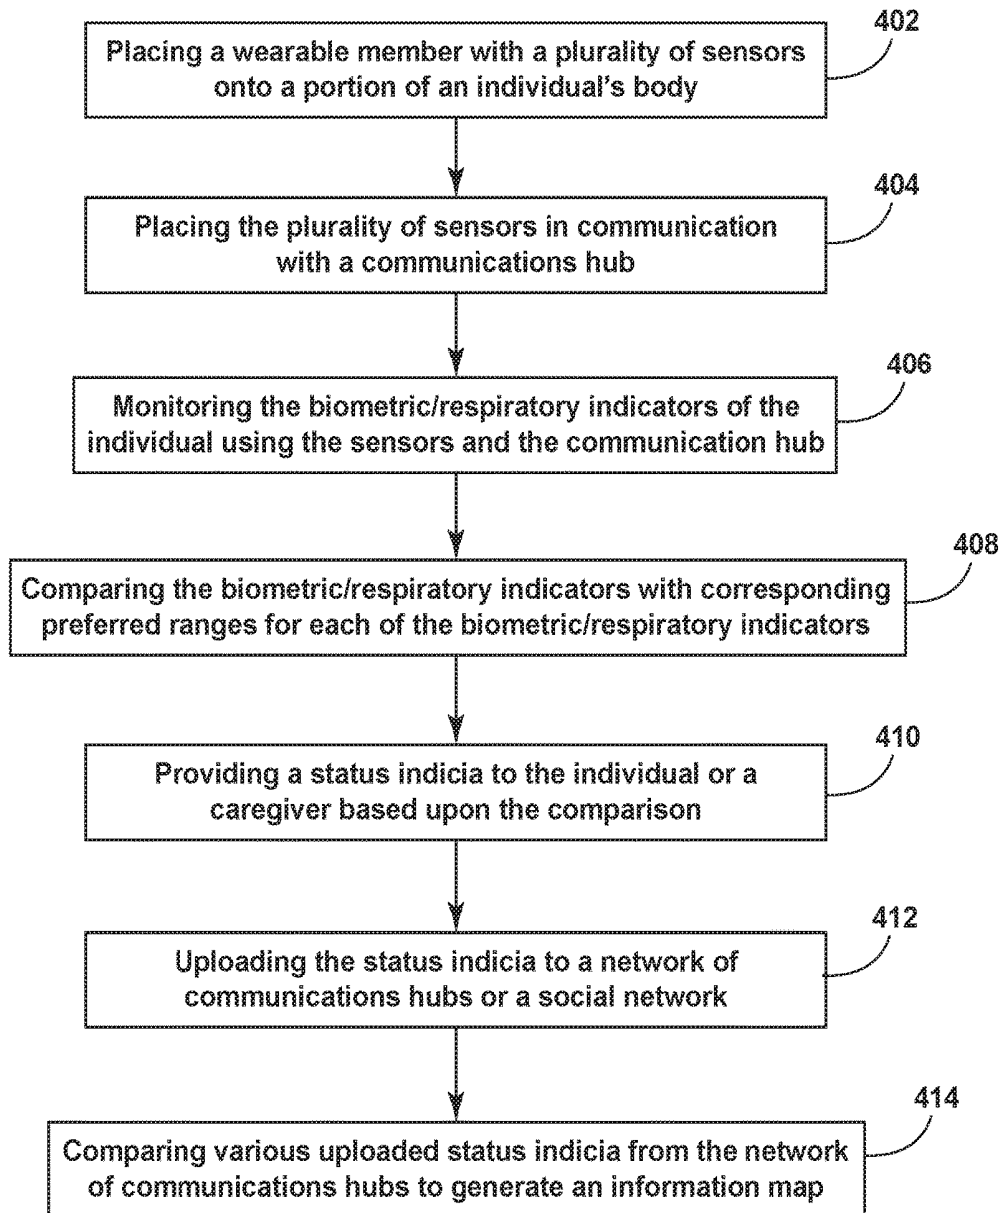 402
Placing a wearable member with a plurality of sensors
onto a portion of an individual's body
404
Placing the plurality of sensors in communication
with a communications hub
406
Monitoring the biometric/respiratory indicators of the
individual using the sensors and the communication hub
408
Comparing the biometric/respiratory indicators with corresponding
preferred ranges for each of the biometric/respiratory indicators
410
Providing a status indicia to the individual or a
caregiver based upon the comparison
412
Uploading the status indicia to a network of
communications hubs or a social network
414
Comparing various uploaded status indicia from the network
of communications hubs to generate an information map